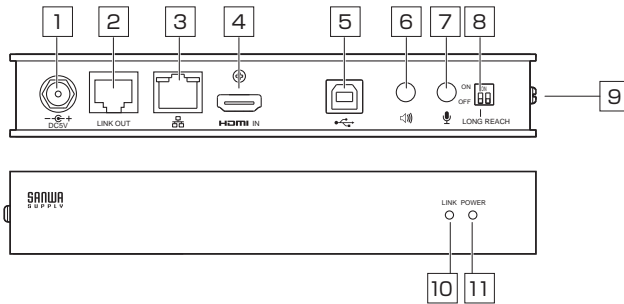 1 2 3 4 5 6 7 8
ON
ON
OFF
9
DC5V
LINK OUT
HDMI IN
LONG REACH
SANWA
SUPPLY
LINK POWER
10 11